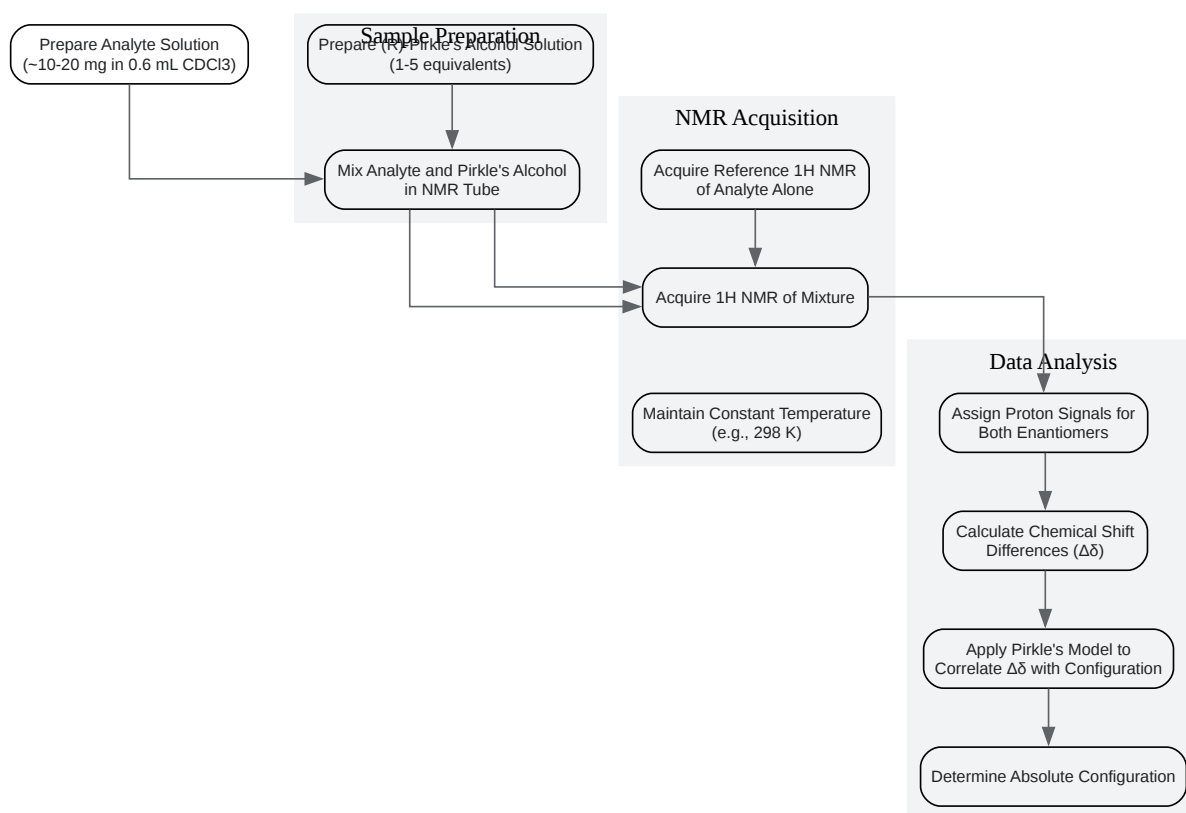 Prepare Analyte Solution
(~10-20 mg in 0.6 mL CDCl3)
Sample Preparation
Prepare (R)-Pirkle's Alcohol Solution
(1-5 equivalents)
Mix Analyte and Pirkle's Alcohol
in NMR Tube
NMR Acquisition
Acquire Reference 1H NMR
of Analyte Alone
Acquire 1H NMR of Mixture
Maintain Constant Temperature
(e.g., 298 K)
Data Analysis
Assign Proton Signals for
Both Enantiomers
Calculate Chemical Shift
Differences (Δδ)
Apply Pirkle's Model to
Correlate Δδ with Configuration
Determine Absolute Configuration